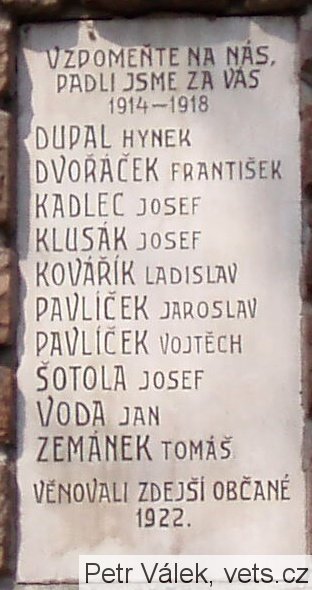 VZPOMEŇTE NA NÁS,
PADLI JSME ZA VÁS
1914–1918
DUPAL HYNEK
DVOŘÁČEK FRANTIŠEK
KADLEC JOSEF
KLUSÁK JOSEF
KOVÁŘÍK LADISLAV
PAVLÍČEK JAROSLAV
PAVLÍČEK VOJTĚCH
ŠOTOLA JOSEF
VODA JAN
ZEMÁNEK TOMÁŠ
VĚNOVALI ZDEJŠÍ OBČANÉ
1922.
Petr Válek, vets.cz